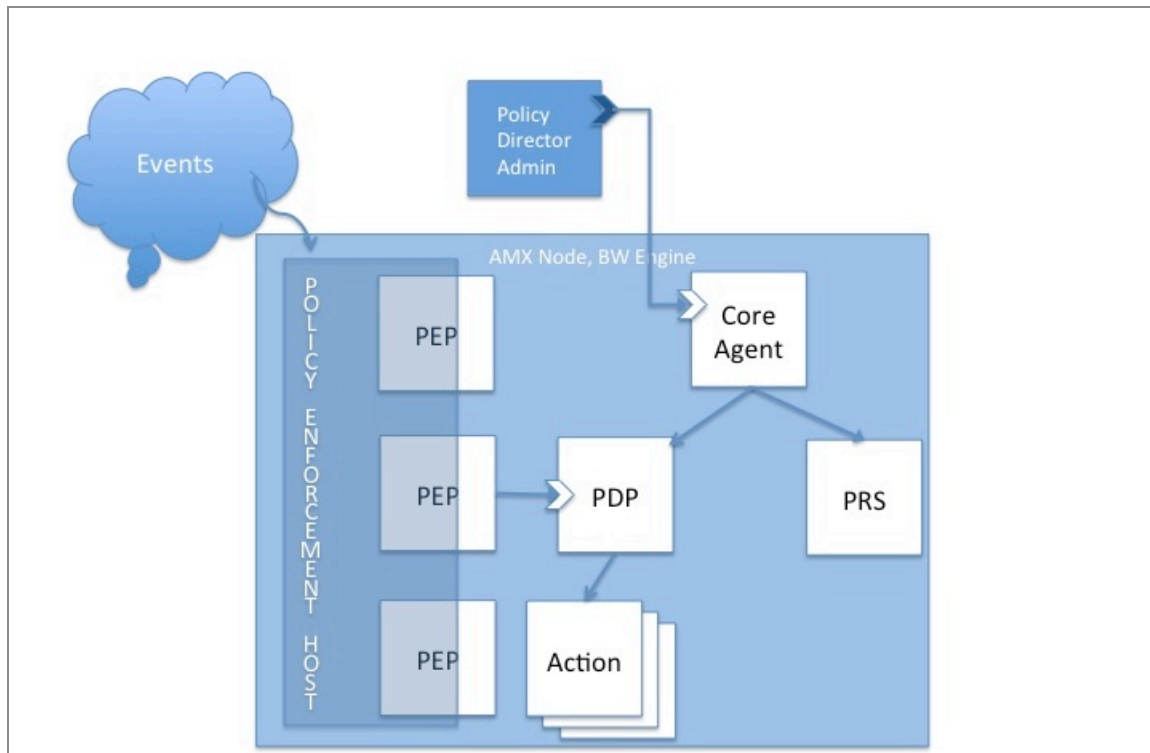 Events
Policy
Director
Admin
AMX Node, BW Engine
POLICY ENFORCEMENT HOST
PEP
Core
Agent
PEP
PDP
PRS
PEP
Action